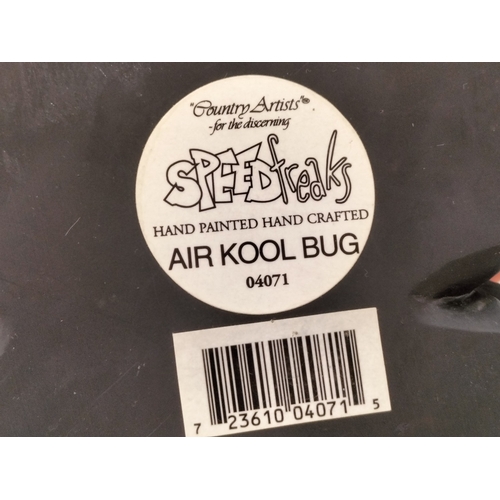 "Country Artists"®
- for the discerning
SPEEDfreaks
HAND PAINTED HAND CRAFTED
AIR KOOL BUG
04071
7 23610 04071 5